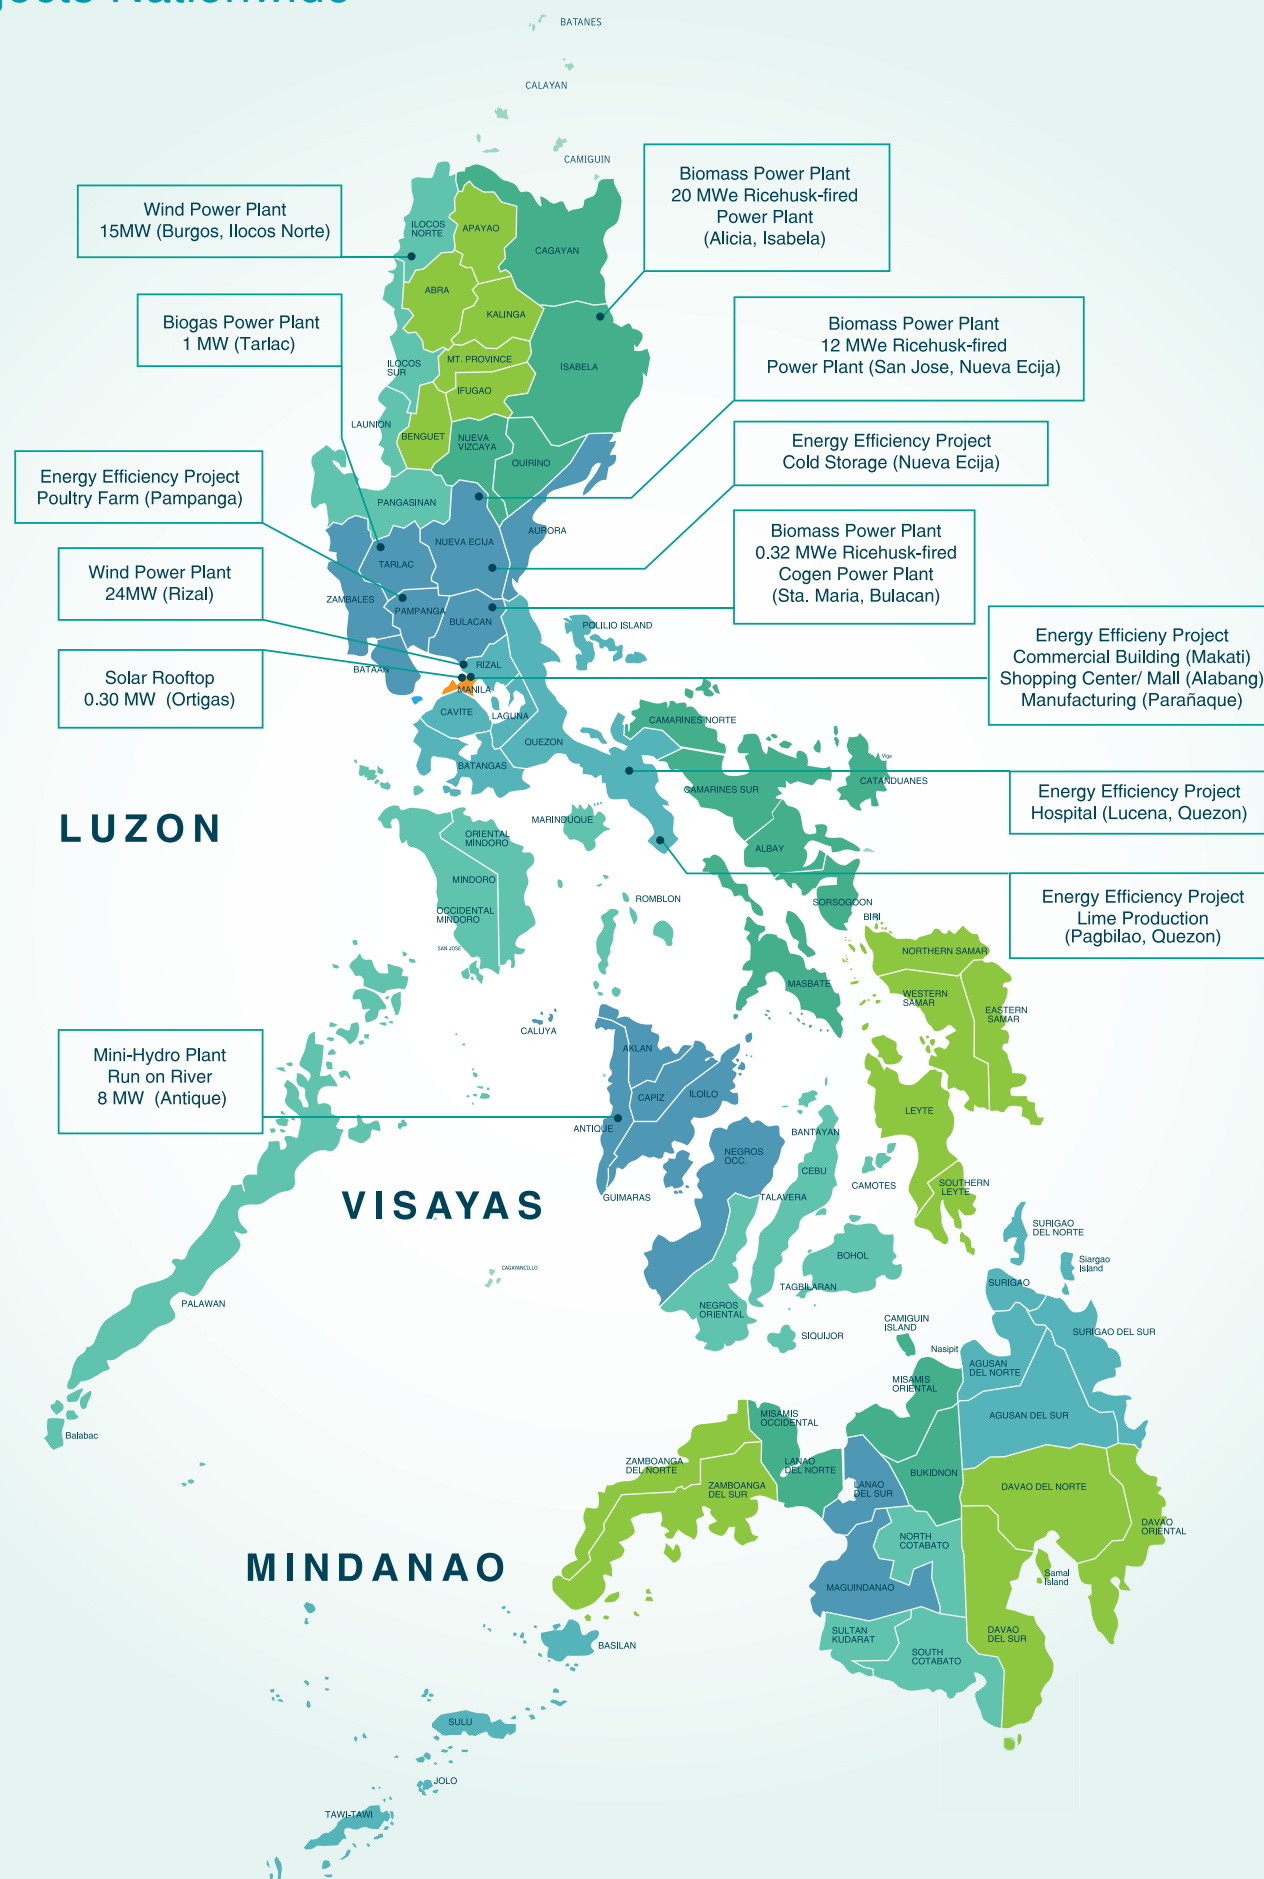 Nationwide
BATANES
CALAYAN
CAMIGUIN
Wind Power Plant
15MW (Burgos, Ilocos Norte)
Biomass Power Plant
20 MWe Ricehusk-fired
Power Plant
(Alicia, Isabela)
Biogas Power Plant
1 MW (Tarlac)
Biomass Power Plant
12 MWe Ricehusk-fired
Power Plant (San Jose, Nueva Ecija)
Energy Efficiency Project
Cold Storage (Nueva Ecija)
Energy Efficiency Project
Poultry Farm (Pampanga)
Biomass Power Plant
0.32 MWe Ricehusk-fired
Cogen Power Plant
(Sta. Maria, Bulacan)
Wind Power Plant
24MW (Rizal)
Solar Rooftop
0.30 MW (Ortigas)
Energy Efficieny Project
Commercial Building (Makati)
Shopping Center/ Mall (Alabang)
Manufacturing (Parañaque)
Energy Efficiency Project
Hospital (Lucena, Quezon)
Energy Efficiency Project
Lime Production
(Pagbilao, Quezon)
Mini-Hydro Plant
Run on River
8 MW (Antique)
ILOCOS
NORTE
APAYAO
CAGAYAN
ABRA
KALINGA
ILOCOS
SUR
MT. PROVINCE
ISABELA
IFUGAO
LAUNION
BENGUET
NUEVA
VIZCAYA
QUIRINO
PANGASINAN
AURORA
NUEVA ECIJA
TARLAC
ZAMBALES
PAMPANGA
BULACAN
POLILIO ISLAND
BATAAN
RIZAL
MANILA
CAVITE
LAGUNA
QUEZON
BATANGAS
CAMARINES NORTE
Viga
CATANDUANES
CAMARINES SUR
LUZON
MARINDUQUE
ORIENTAL
MINDORO
ALBAY
MINDORO
OCCIDENTAL
MINDORO
SAN JOSE
ROMBLON
SORSOGOON
BIRI
NORTHERN SAMAR
MASBATE
WESTERN
SAMAR
EASTERN
SAMAR
CALUYA
AKLAN
CAPIZ
ILOILO
ANTIQUE
LEYTE
BANTAYAN
NEGROS
OCC.
CEBU
CAMOTES
SOUTHERN
LEYTE
GUIMARAS
TALAVERA
VISAYAS
SURIGAO
DEL NORTE
BOHOL
Siargao
Island
CAGAYANCILLO
TAGBILARAN
SURIGAO
PALAWAN
NEGROS
ORIENTAL
SIQUIJOR
CAMIGUIN
ISLAND
SURIGAO DEL SUR
Nasipit
AGUSAN
DEL NORTE
MISAMIS
ORIENTAL
MISAMIS
OCCIDENTAL
AGUSAN DEL SUR
Balabac
ZAMBOANGA
DEL NORTE
LANAO
DEL NORTE
BUKIDNON
ZAMBOANGA
DEL SUR
LANAO
DEL SUR
DAVAO DEL NORTE
DAVAO
ORIENTAL
NORTH
COTABATO
MINDANAO
Samal
Island
MAGUINDANAO
SULTAN
KUDARAT
DAVAO
DEL SUR
SOUTH
COTABATO
BASILAN
SULU
JOLO
TAWI-TAWI